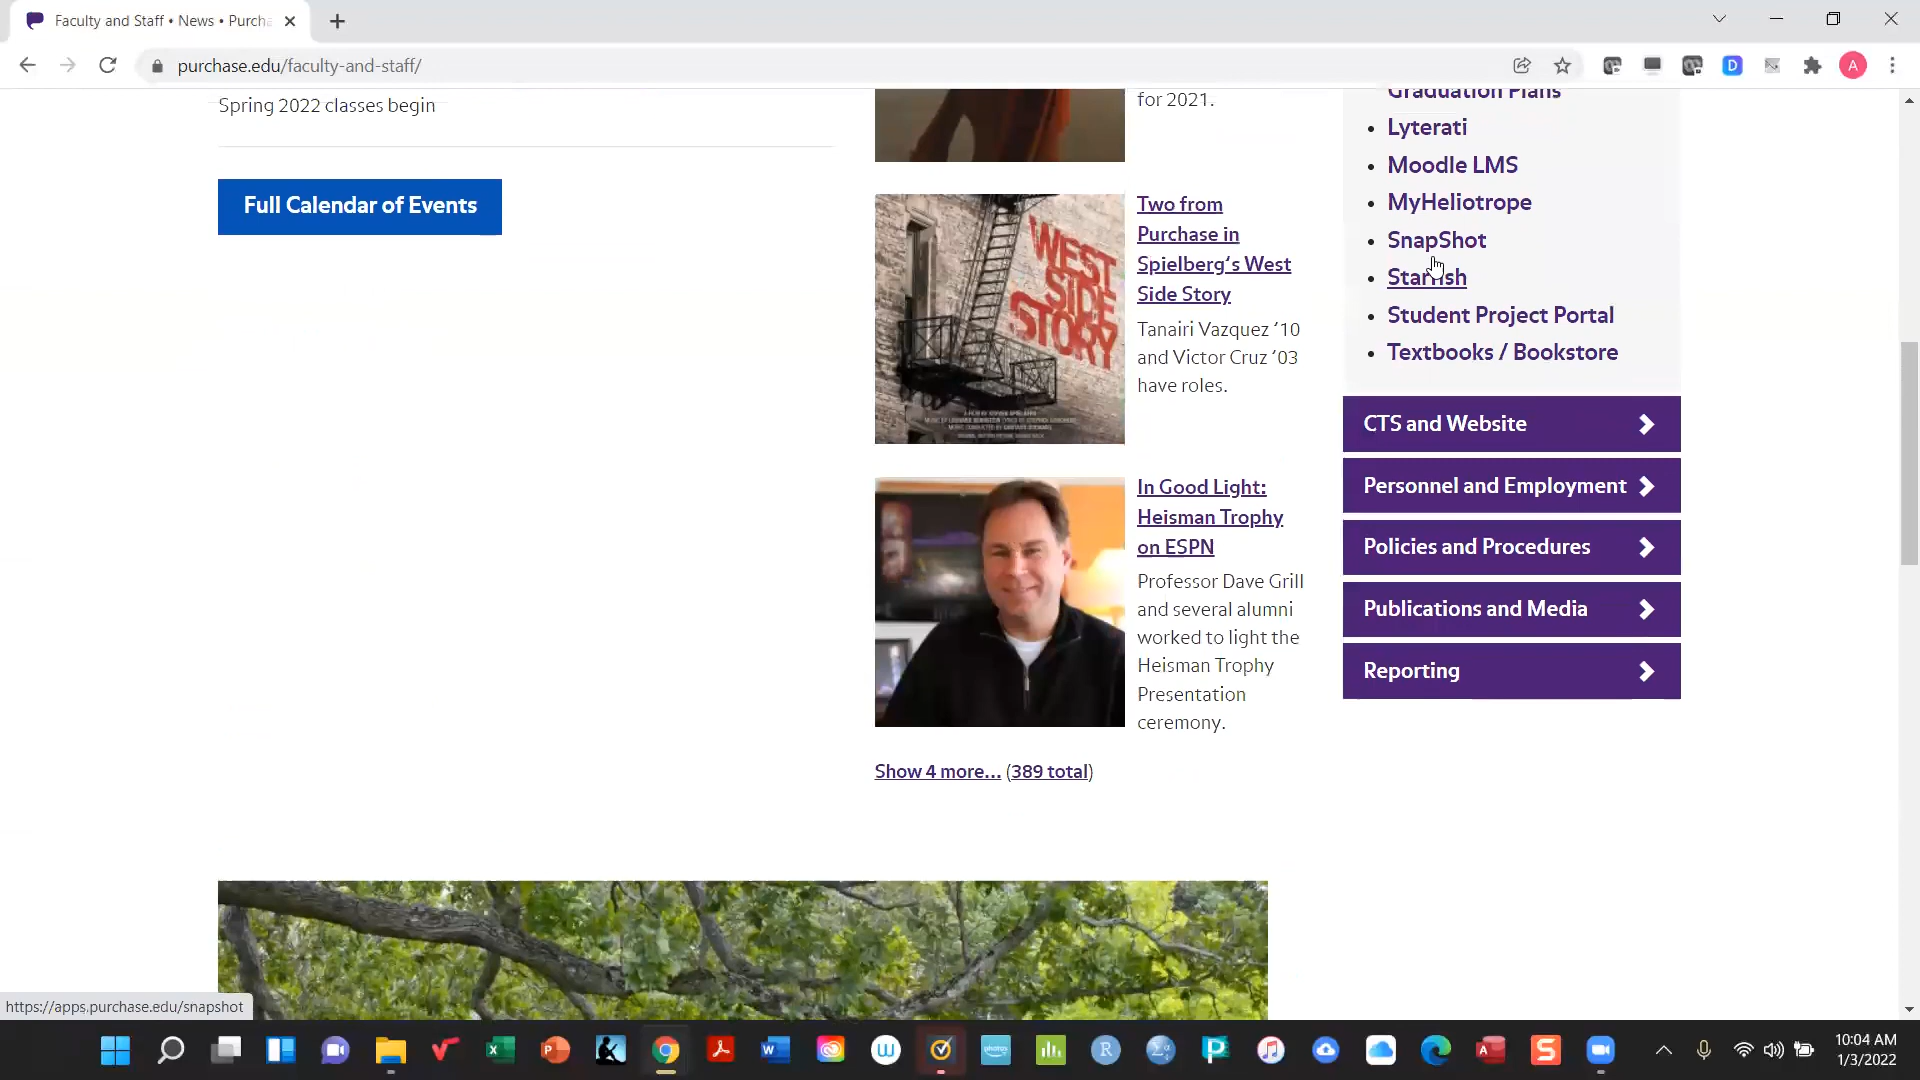 Faculty and Staff • News • Purcha
purchase.edu/faculty-and-staff/
A
Spring 2022 classes begin
Full Calendar of Events
for 2021.
WEST
SIDE
STORY
Two from
Purchase in
Spielberg‘s West
Side Story
Tanairi Vazquez ’10
and Victor Cruz ’03
have roles.
In Good Light:
Heisman Trophy
on ESPN
Professor Dave Grill
and several alumni
worked to light the
Heisman Trophy
Presentation
ceremony.
Show 4 more... (389 total)
Graduation Plans
Lyterati
Moodle LMS
MyHeliotrope
SnapShot
Starfish
Student Project Portal
Textbooks / Bookstore
CTS and Website
Personnel and Employment
Policies and Procedures
Publications and Media
Reporting
https://apps.purchase.edu/snapshot
10:04 AM
1/3/2022